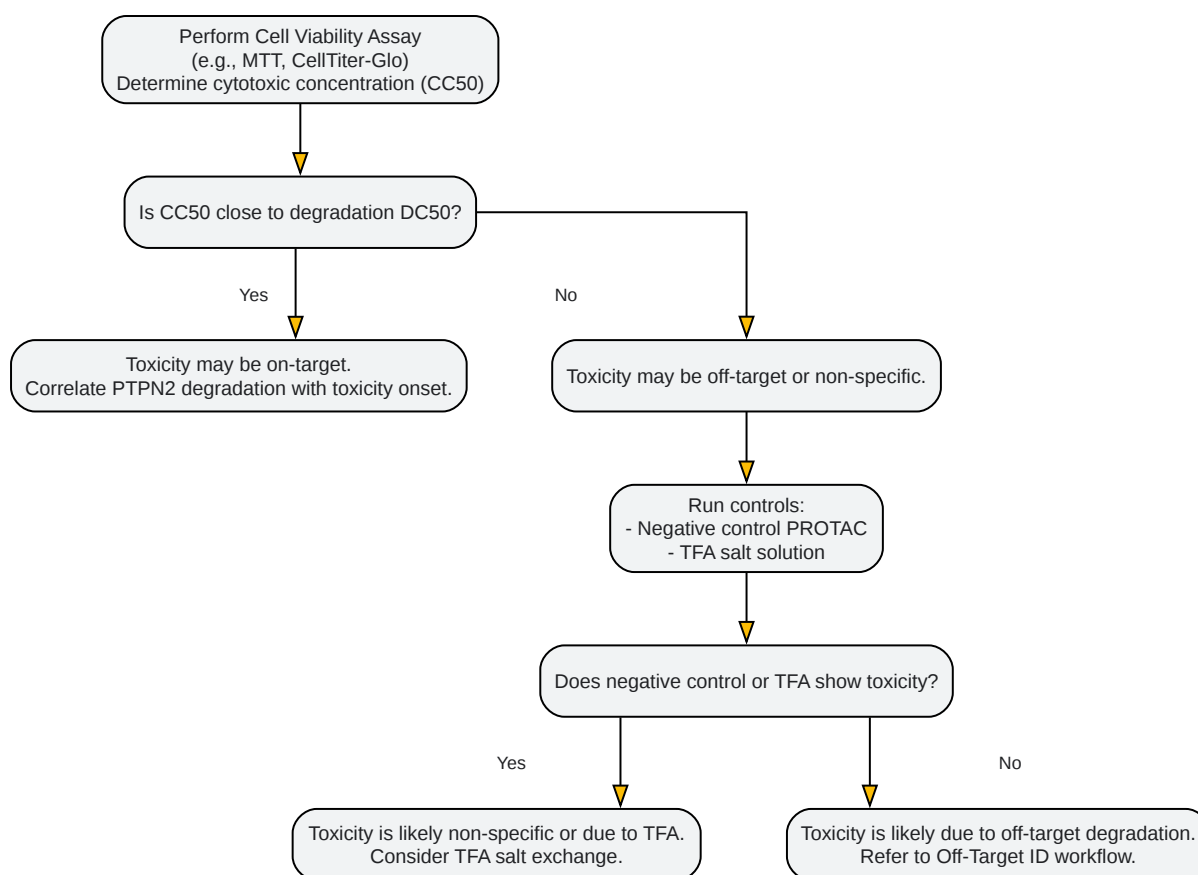 Perform Cell Viability Assay
(e.g., MTT, CellTiter-Glo)
Determine cytotoxic concentration (CC50)
Is CC50 close to degradation DC50?
Yes
No
Toxicity may be on-target.
Correlate PTPN2 degradation with toxicity onset.
Toxicity may be off-target or non-specific.
Run controls:
- Negative control PROTAC
- TFA salt solution
Does negative control or TFA show toxicity?
Yes
No
Toxicity is likely non-specific or due to TFA.
Consider TFA salt exchange.
Toxicity is likely due to off-target degradation.
Refer to Off-Target ID workflow.